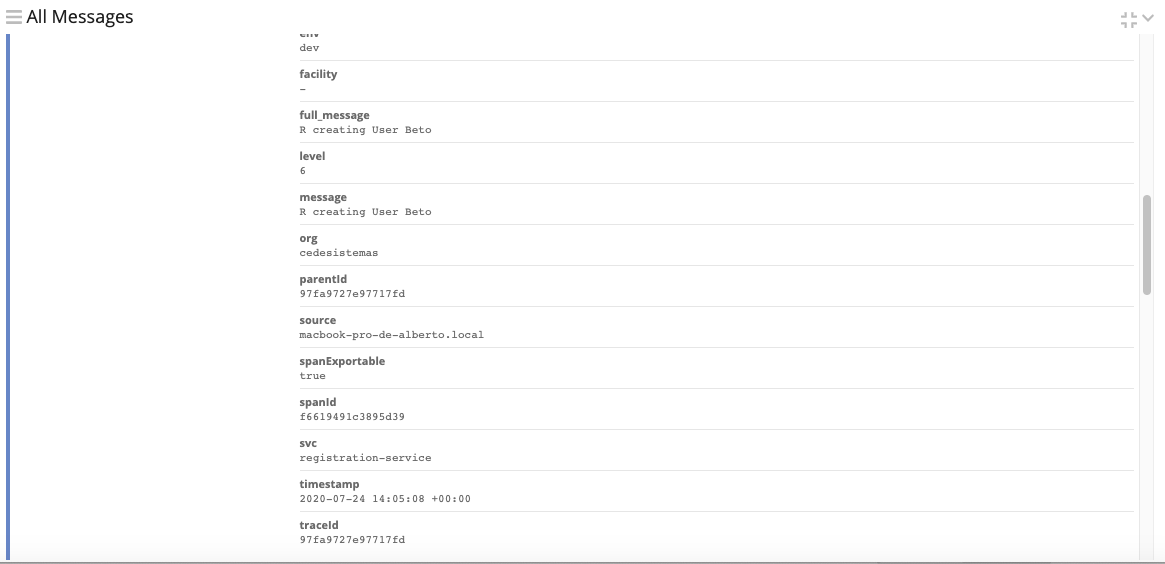 All Messages
env
dev
facility
–
full_message
R creating User Beto
level
6
message
R creating User Beto
org
cedesistemas
parentId
97fa9727e97717fd
source
macbook-pro-de-alberto.local
spanExportable
true
spanId
f6619491c3895d39
svc
registration-service
timestamp
2020-07-24 14:05:08 +00:00
traceId
97fa9727e97717fd